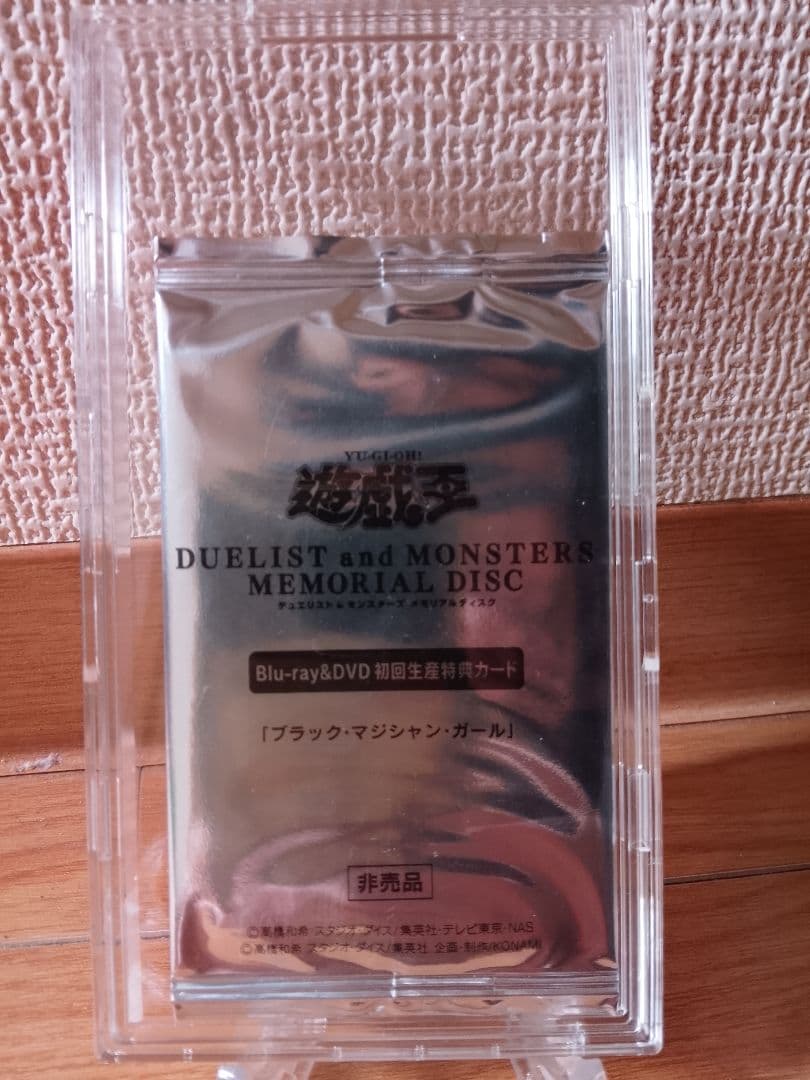 YU-GI-OH!
遊戯王
DUELIST and MONSTERS
MEMORIAL DISC
デュエリスト&モンスターズ メモリアルディスク
Blu-ray&DVD 初回生産特典カード
「ブラック・マジシャン・ガール」
非売品
©高橋和希 スタジオ・ダイス/集英社・テレビ東京・NAS
©高橋和希 スタジオ・ダイス/集英社 企画・制作/KONAMI